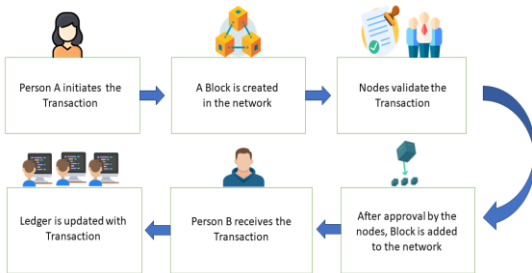 Person A initiates the
Transaction
A Block is created
in the network
Nodes validate the
Transaction
After approval by the
nodes, Block is added
to the network
Person B receives the
Transaction
Ledger is updated with
Transaction